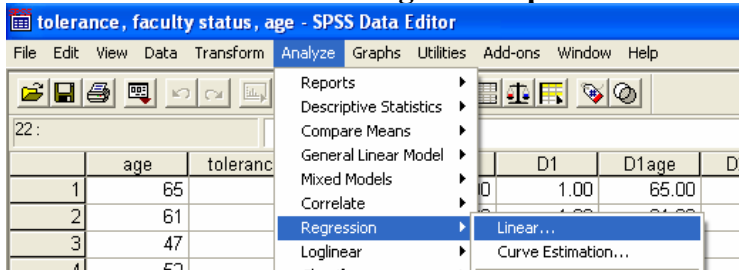 tolerance, faculty status, age - SPSS Data Editor
File Edit View Data Transform Analyze Graphs Utilities Add-ons Window Help
22 :
Reports
Descriptive Statistics
Compare Means
General Linear Model
Mixed Models
Correlate
Regression
Loglinear
Linear...
Curve Estimation...
age toleranc D1 D1age D
1 65 1.00 65.00
2 61
3 47